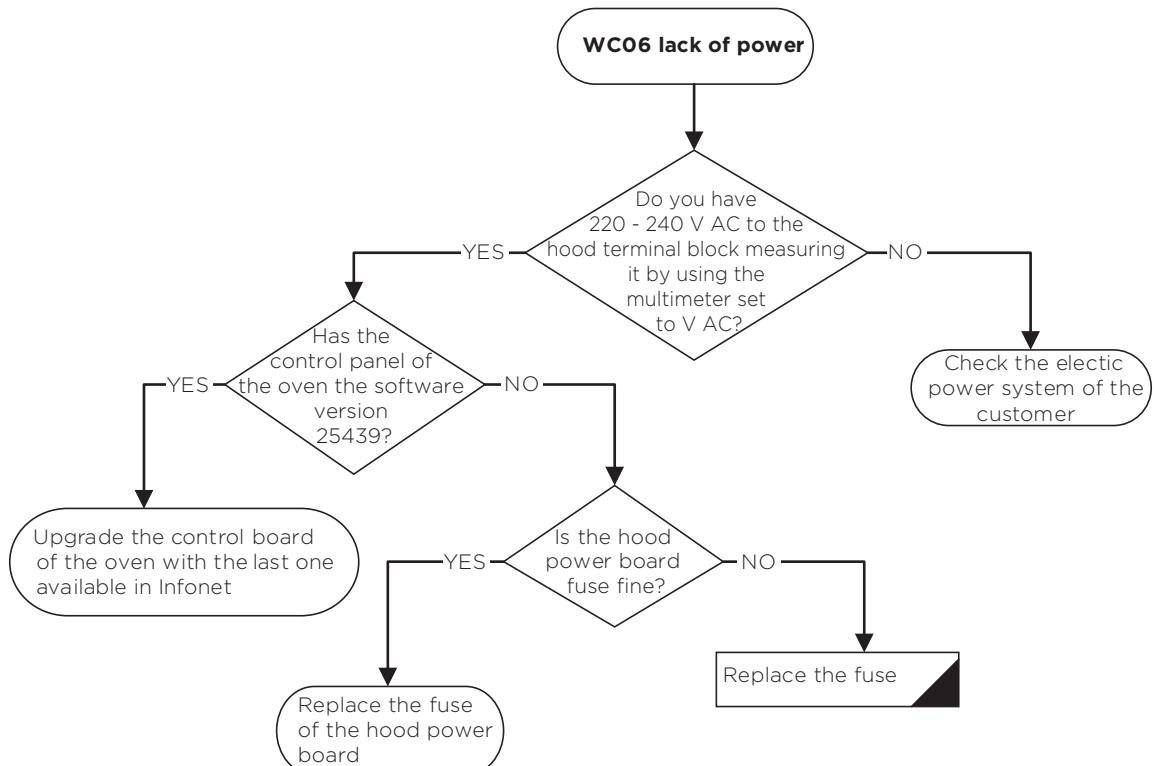 WC06 lack of power
Do you have
220 - 240 V AC to the
hood terminal block measuring
it by using the
multimeter set
to V AC?
YES
NO
Has the
control panel of
the oven the software
version
25439?
Check the electic
power system of the
customer
YES
NO
Upgrade the control board
of the oven with the last one
available in Infonet
Is the hood
power board
fuse fine?
YES
NO
Replace the fuse
Replace the fuse
of the hood power
board